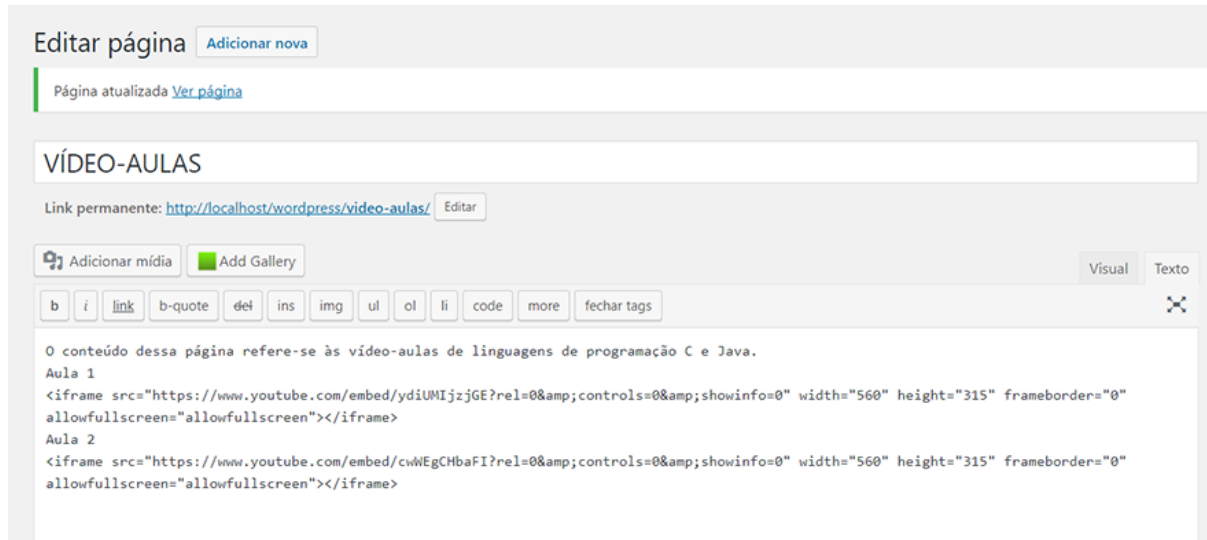 Editar página Adicionar nova
Página atualizada Ver página
VÍDEO-AULAS
Link permanente: http://localhost/wordpress/video-aulas/ Editar
Adicionar mídia Add Gallery Visual Texto
b i link b-quote del ins img ul ol li code more fechar tags
O conteúdo dessa página refere-se às vídeo-aulas de linguagens de programação C e Java.
Aula 1
<iframe src="https://www.youtube.com/embed/ydiUMIjzjGE?rel=0&amp;controls=0&amp;showinfo=0" width="560" height="315" frameborder="0"
allowfullscreen="allowfullscreen"></iframe>
Aula 2
<iframe src="https://www.youtube.com/embed/cwWEgCHbaFI?rel=0&amp;controls=0&amp;showinfo=0" width="560" height="315" frameborder="0"
allowfullscreen="allowfullscreen"></iframe>